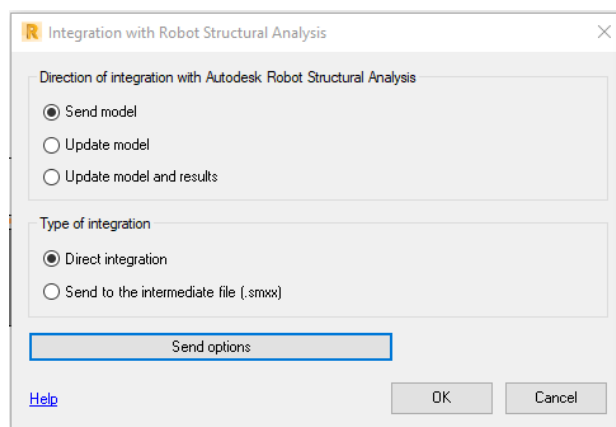 R Integration with Robot Structural Analysis
Direction of integration with Autodesk Robot Structural Analysis
Send model
Update model
Update model and results
Type of integration
Direct integration
Send to the intermediate file (.smxx)
Send options
Help OK Cancel